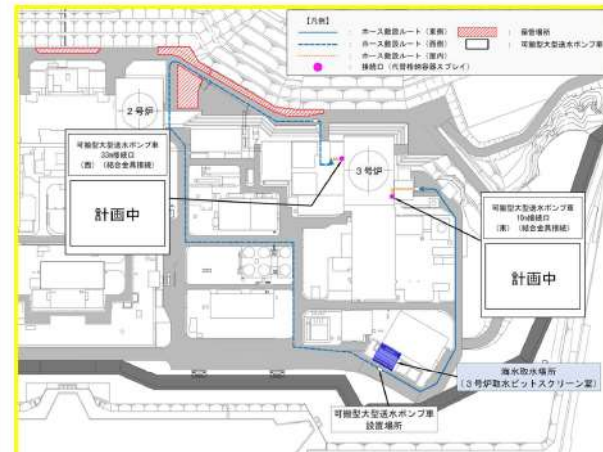 【凡例】
ホース敷設ルート（東側）
保管場所
ホース敷設ルート（西側）
可搬型大型送水ポンプ車
ホース敷設ルート（屋内）
接続口（代替格納容器スプレイ）
2号炉
可搬型大型送水ポンプ車
33m接続口
（西）（結合金具接続）
計画中
3号炉
可搬型大型送水ポンプ車
10m接続口
（東）（結合金具接続）
計画中
海水取水場所
（3号炉取水ピットスクリーン室）
可搬型大型送水ポンプ車
設置場所